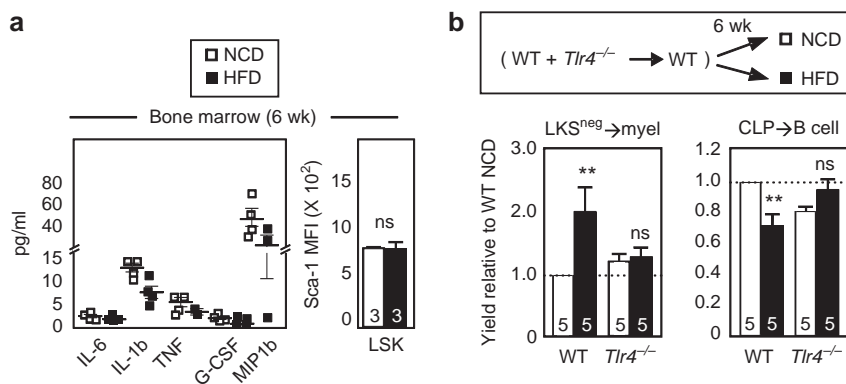 a
NCD
HFD
Bone marrow (6 wk)
pg/ml
80
60
40
15
10
5
0
IL-6
IL-1b
TNF
G-CSF
MIP1b
Sca-1 MFI (X 10²)
15
10
5
0
ns
3 3
LSK
b
( WT + Tlr4⁻/⁻ → WT )
6 wk
NCD
HFD
LKSneg→myel
Yield relative to WT NCD
3.0
2.0
1.0
0
**
ns
5 5 5 5
WT Tlr4⁻/⁻
CLP→B cell
1.2
1.0
0.8
0.6
0.4
0.2
0
**
ns
5 5 5 5
WT Tlr4⁻/⁻